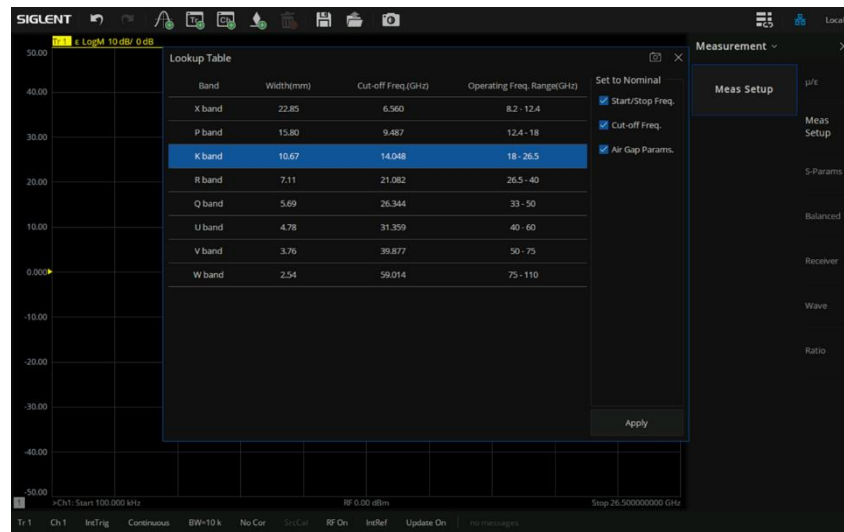 SIGLENT Local
Tr 1 ε LogM 10 dB/ 0 dB
50.00
40.00
30.00
20.00
10.00
0.000
-10.00
-20.00
-30.00
-40.00
-50.00
Lookup Table
Band Width(mm) Cut-off Freq.(GHz) Operating Freq. Range(GHz)
X band 22.85 6.560 8.2 - 12.4
P band 15.80 9.487 12.4 - 18
K band 10.67 14.048 18 - 26.5
R band 7.11 21.082 26.5 - 40
Q band 5.69 26.344 33 - 50
U band 4.78 31.359 40 - 60
V band 3.76 39.877 50 - 75
W band 2.54 59.014 75 - 110
Set to Nominal
Start/Stop Freq.
Cut-off Freq.
Air Gap Params.
Apply
Measurement
Meas Setup
μ/ε
Meas
Setup
S-Params
Balanced
Receiver
Wave
Ratio
1 >Ch1: Start 100.000 kHz RF 0.00 dBm Stop 26.500000000 GHz
Tr 1 Ch 1 IntTrig Continuous BW=10 k No Cor SrcCal RF On IntRef Update On no messages